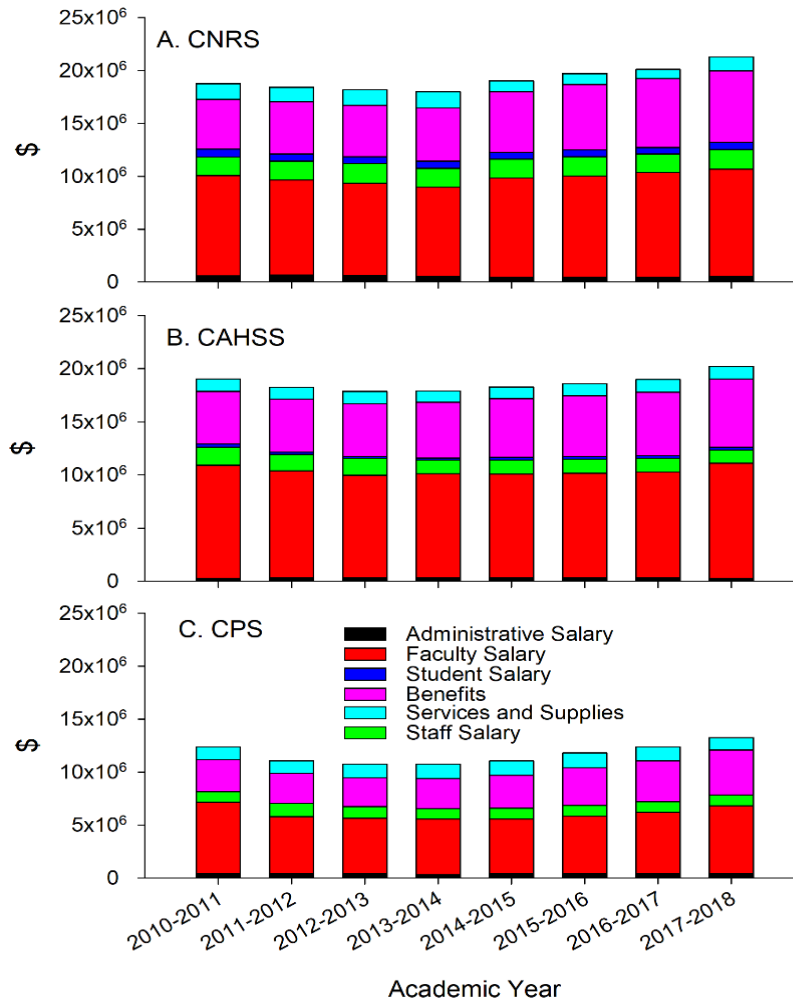 25x10⁶
A. CNRS
20x10⁶
15x10⁶
$
10x10⁶
5x10⁶
0
25x10⁶
B. CAHSS
20x10⁶
15x10⁶
$
10x10⁶
5x10⁶
0
25x10⁶
C. CPS
Administrative Salary
Faculty Salary
20x10⁶
Student Salary
Benefits
15x10⁶
Services and Supplies
Staff Salary
$
10x10⁶
5x10⁶
0
2010-2011
2011-2012
2012-2013
2013-2014
2014-2015
2015-2016
2016-2017
2017-2018
Academic Year